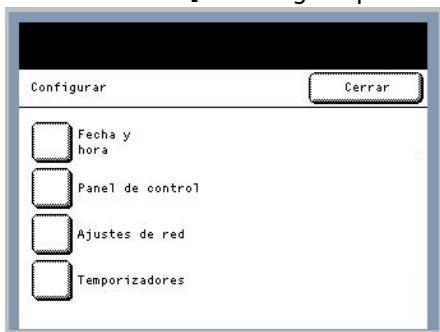 Configurar
Cerrar
Fecha y
hora
Panel de control
Ajustes de red
Temporizadores